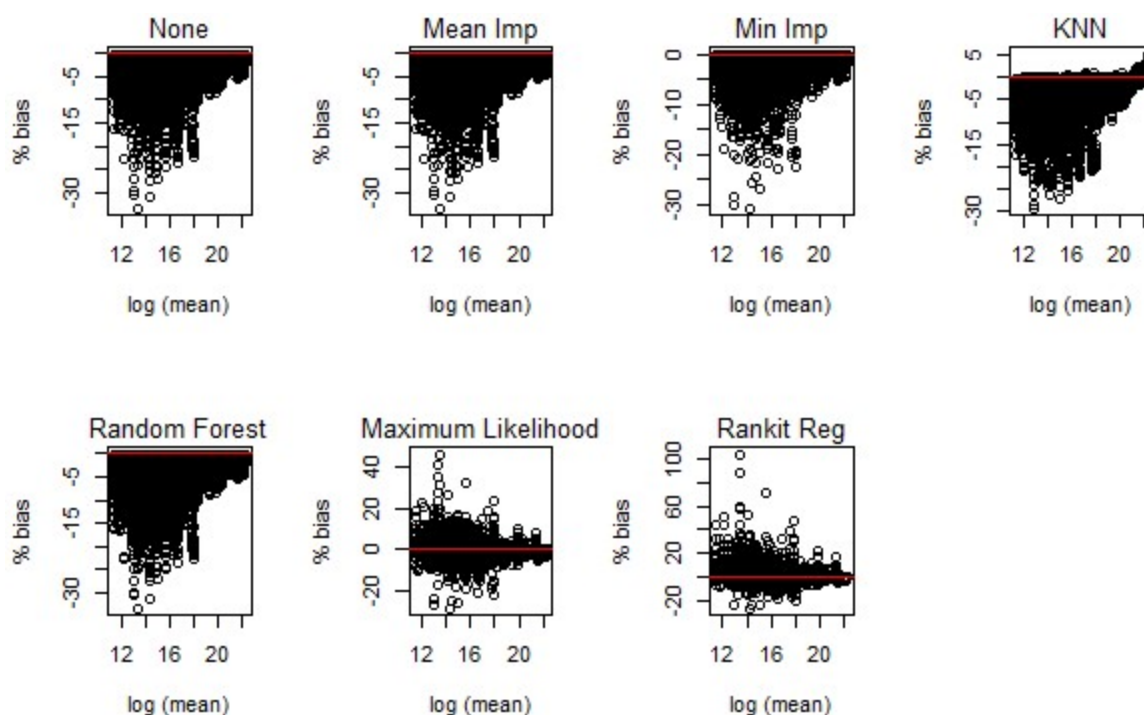 None
Mean Imp
Min Imp
KNN
% bias
-5
-15
-30
% bias
-5
-15
-30
% bias
0
-10
-20
-30
% bias
5
-5
-15
-30
12 16 20
12 16 20
12 16 20
12 16 20
log (mean)
log (mean)
log (mean)
log (mean)
Random Forest
Maximum Likelihood
Rankit Reg
% bias
-5
-15
-30
% bias
40
20
0
-20
% bias
100
60
20
-20
12 16 20
12 16 20
12 16 20
log (mean)
log (mean)
log (mean)